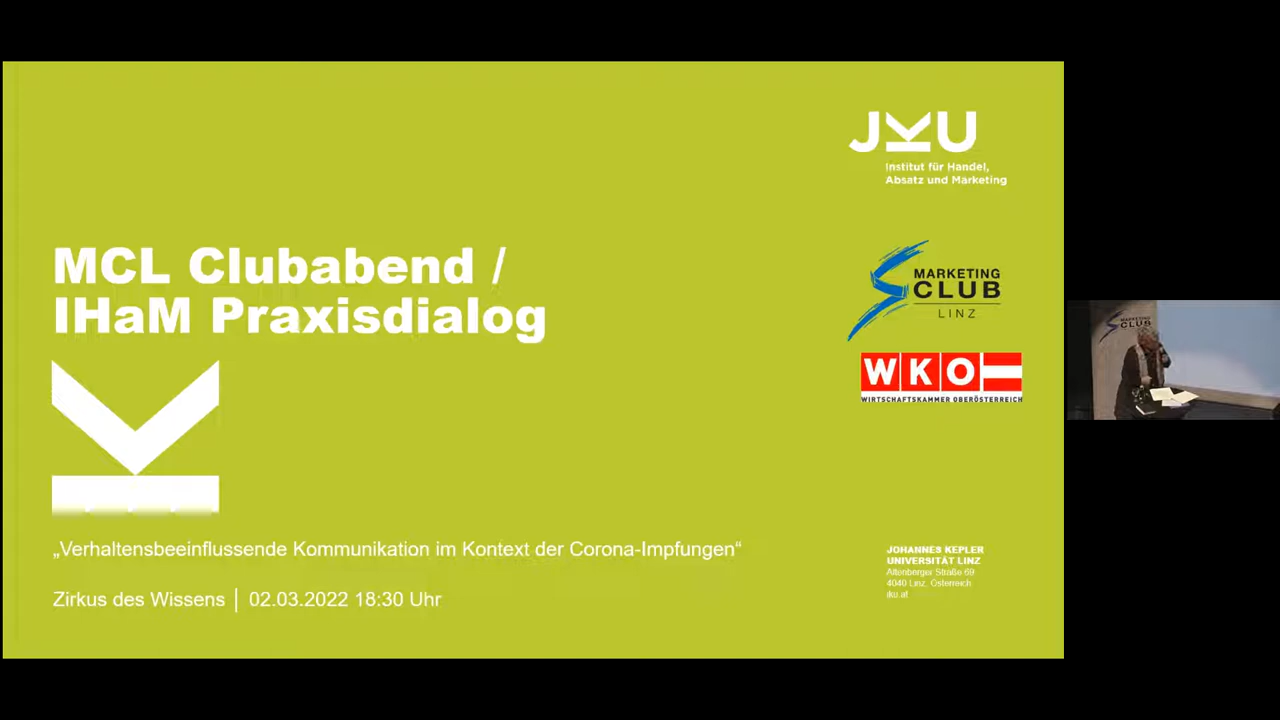 JKU
Institut für Handel,
Absatz und Marketing
MCL Clubabend /
IHaM Praxisdialog
MARKETING
CLUB
LINZ
WKO
WIRTSCHAFTSKAMMER OBERÖSTERREICH
„Verhaltensbeeinflussende Kommunikation im Kontext der Corona-Impfungen“
Zirkus des Wissens | 02.03.2022 18:30 Uhr
JOHANNES KEPLER
UNIVERSITÄT LINZ
Altenberger Straße 69
4040 Linz, Österreich
jku.at
MARKETING
CLUB